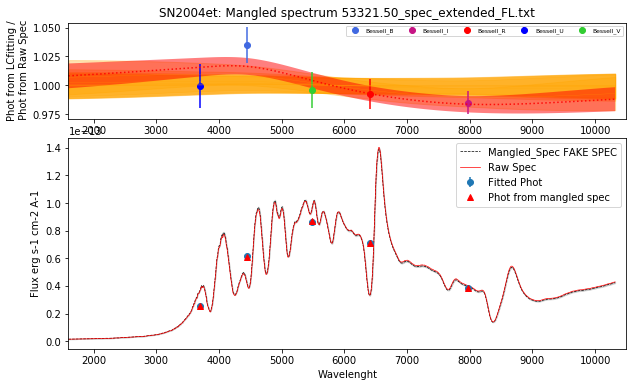 SN2004et: Mangled spectrum 53321.50_spec_extended_FL.txt
Phot from LCfitting /
Phot from Raw Spec
1.050
1.025
1.000
0.975
Bessell_B
Bessell_I
Bessell_R
Bessell_U
Bessell_V
2000 3000 4000 5000 6000 7000 8000 9000 10000
Flux erg s-1 cm-2 A-1
1.4
1.2
1.0
0.8
0.6
0.4
0.2
0.0
Mangled_Spec FAKE SPEC
Raw Spec
Fitted Phot
Phot from mangled spec
2000 3000 4000 5000 6000 7000 8000 9000 10000
Wavelenght